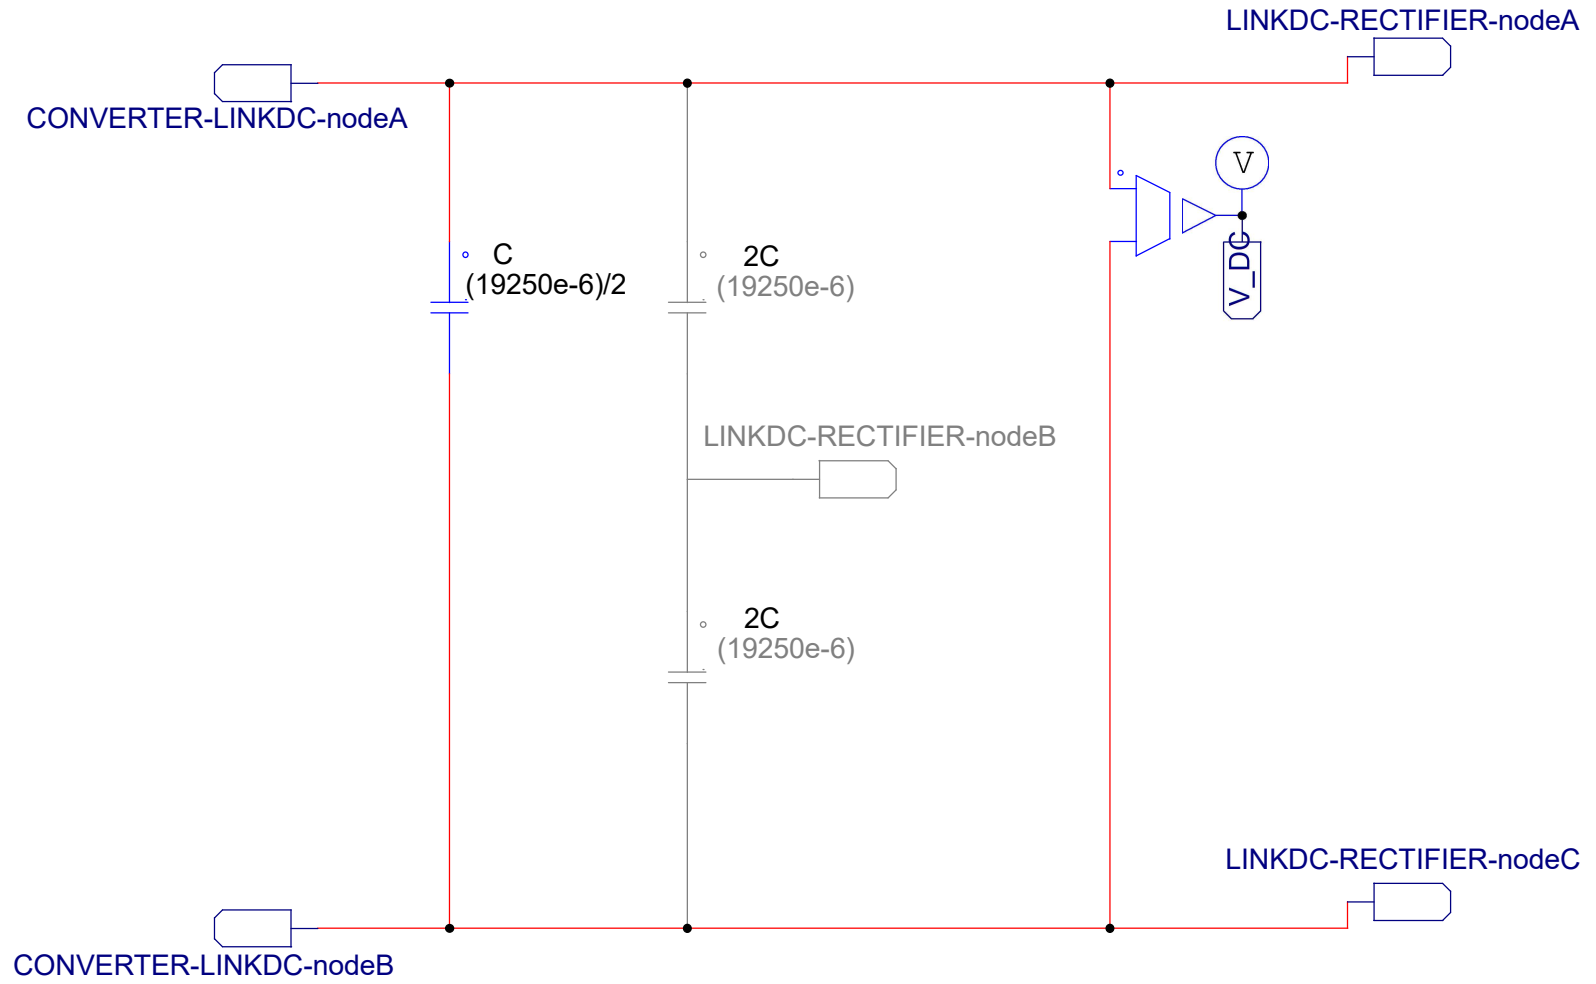 LINKDC-RECTIFIER-nodeA
CONVERTER-LINKDC-nodeA
V
V_DC
C
(19250e-6)/2
2C
(19250e-6)
LINKDC-RECTIFIER-nodeB
2C
(19250e-6)
LINKDC-RECTIFIER-nodeC
CONVERTER-LINKDC-nodeB